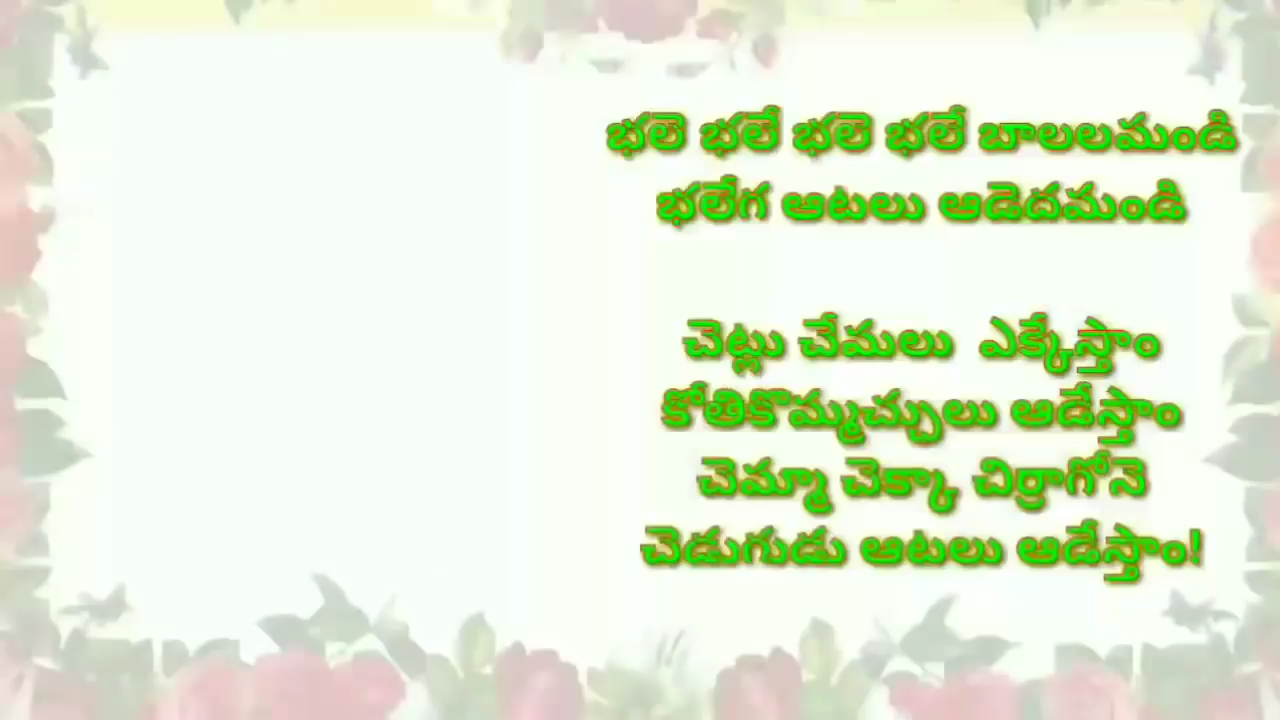 భలె భలే భలె భలే బాలలమండి
భలేగ ఆటలు ఆడెదమండి
చెట్లు చేమలు ఎక్కేస్తాం
కోతికొమ్మచ్చులు ఆడేస్తాం
చెమ్మా చెక్కా చిర్రాగోనె
చెడుగుడు ఆటలు ఆడేస్తాం!